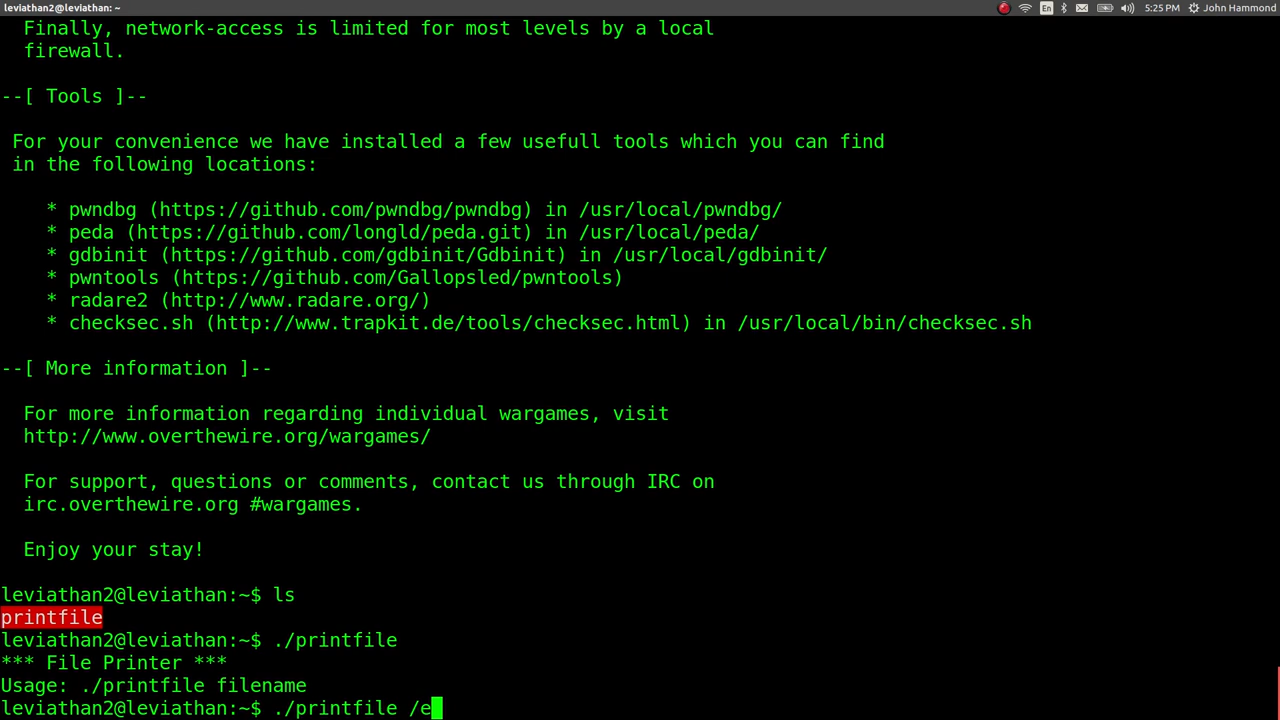 leviathan2@leviathan: ~
En
5:25 PM
John Hammond
Finally, network-access is limited for most levels by a local
firewall.
--[ Tools ]--
For your convenience we have installed a few usefull tools which you can find
in the following locations:
* pwndbg (https://github.com/pwndbg/pwndbg) in /usr/local/pwndbg/
* peda (https://github.com/longld/peda.git) in /usr/local/peda/
* gdbinit (https://github.com/gdbinit/Gdbinit) in /usr/local/gdbinit/
* pwntools (https://github.com/Gallopsled/pwntools)
* radare2 (http://www.radare.org/)
* checksec.sh (http://www.trapkit.de/tools/checksec.html) in /usr/local/bin/checksec.sh
--[ More information ]--
For more information regarding individual wargames, visit
http://www.overthewire.org/wargames/
For support, questions or comments, contact us through IRC on
irc.overthewire.org #wargames.
Enjoy your stay!
leviathan2@leviathan:~$ ls
printfile
leviathan2@leviathan:~$ ./printfile
*** File Printer ***
Usage: ./printfile filename
leviathan2@leviathan:~$ ./printfile /e